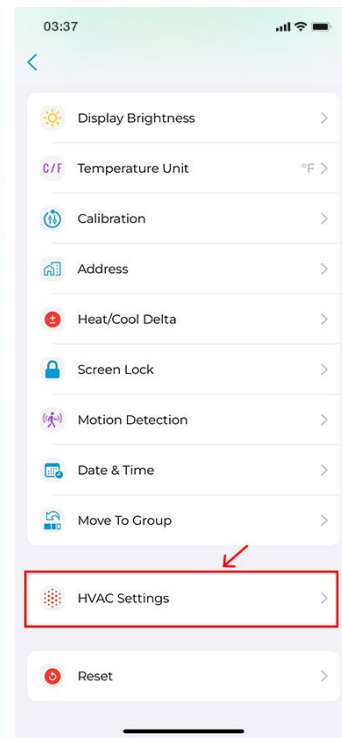 03:37
Display Brightness
C/F Temperature Unit °F
Calibration
Address
Heat/Cool Delta
Screen Lock
Motion Detection
Date & Time
Move To Group
HVAC Settings
Reset